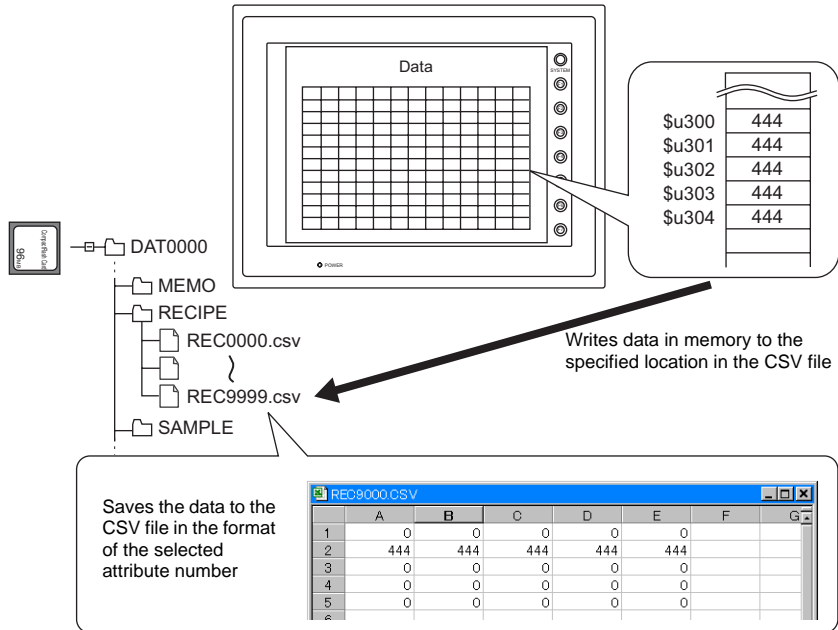 Data
SYSTEM
POWER
$u300 444
$u301 444
$u302 444
$u303 444
$u304 444
CompactFlash Card
96MB
DAT0000
MEMO
RECIPE
REC0000.csv
REC9999.csv
SAMPLE
Writes data in memory to the
specified location in the CSV file
Saves the data to the
CSV file in the format
of the selected
attribute number
REC9000.CSV
A B C D E F G
1 0 0 0 0 0
2 444 444 444 444 444
3 0 0 0 0 0
4 0 0 0 0 0
5 0 0 0 0 0
6